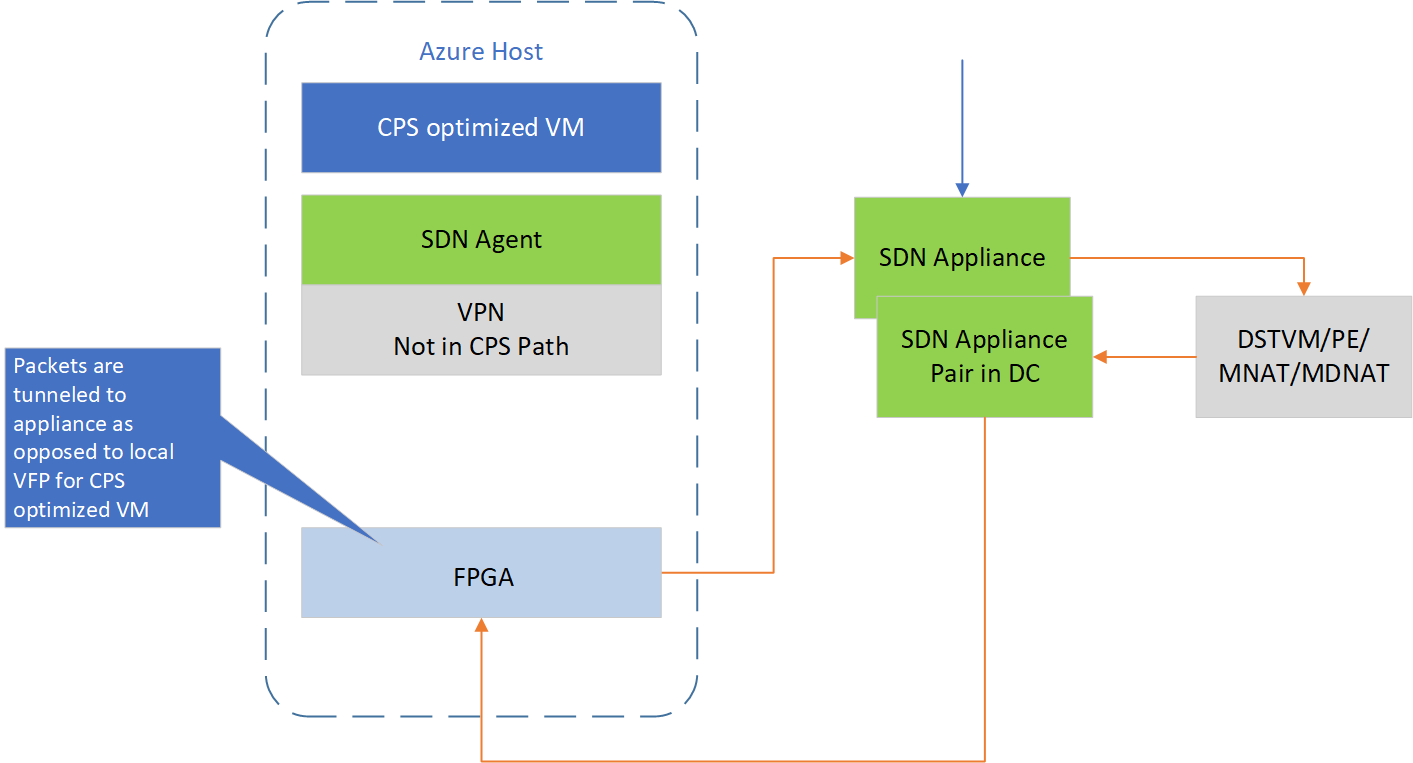 Azure Host
CPS optimized VM
SDN Agent
VPN
Not in CPS Path
Packets are
tunneled to
appliance as
opposed to local
VFP for CPS
optimized VM
FPGA
SDN Appliance
SDN Appliance
Pair in DC
DSTVM/PE/
MNAT/MDNAT